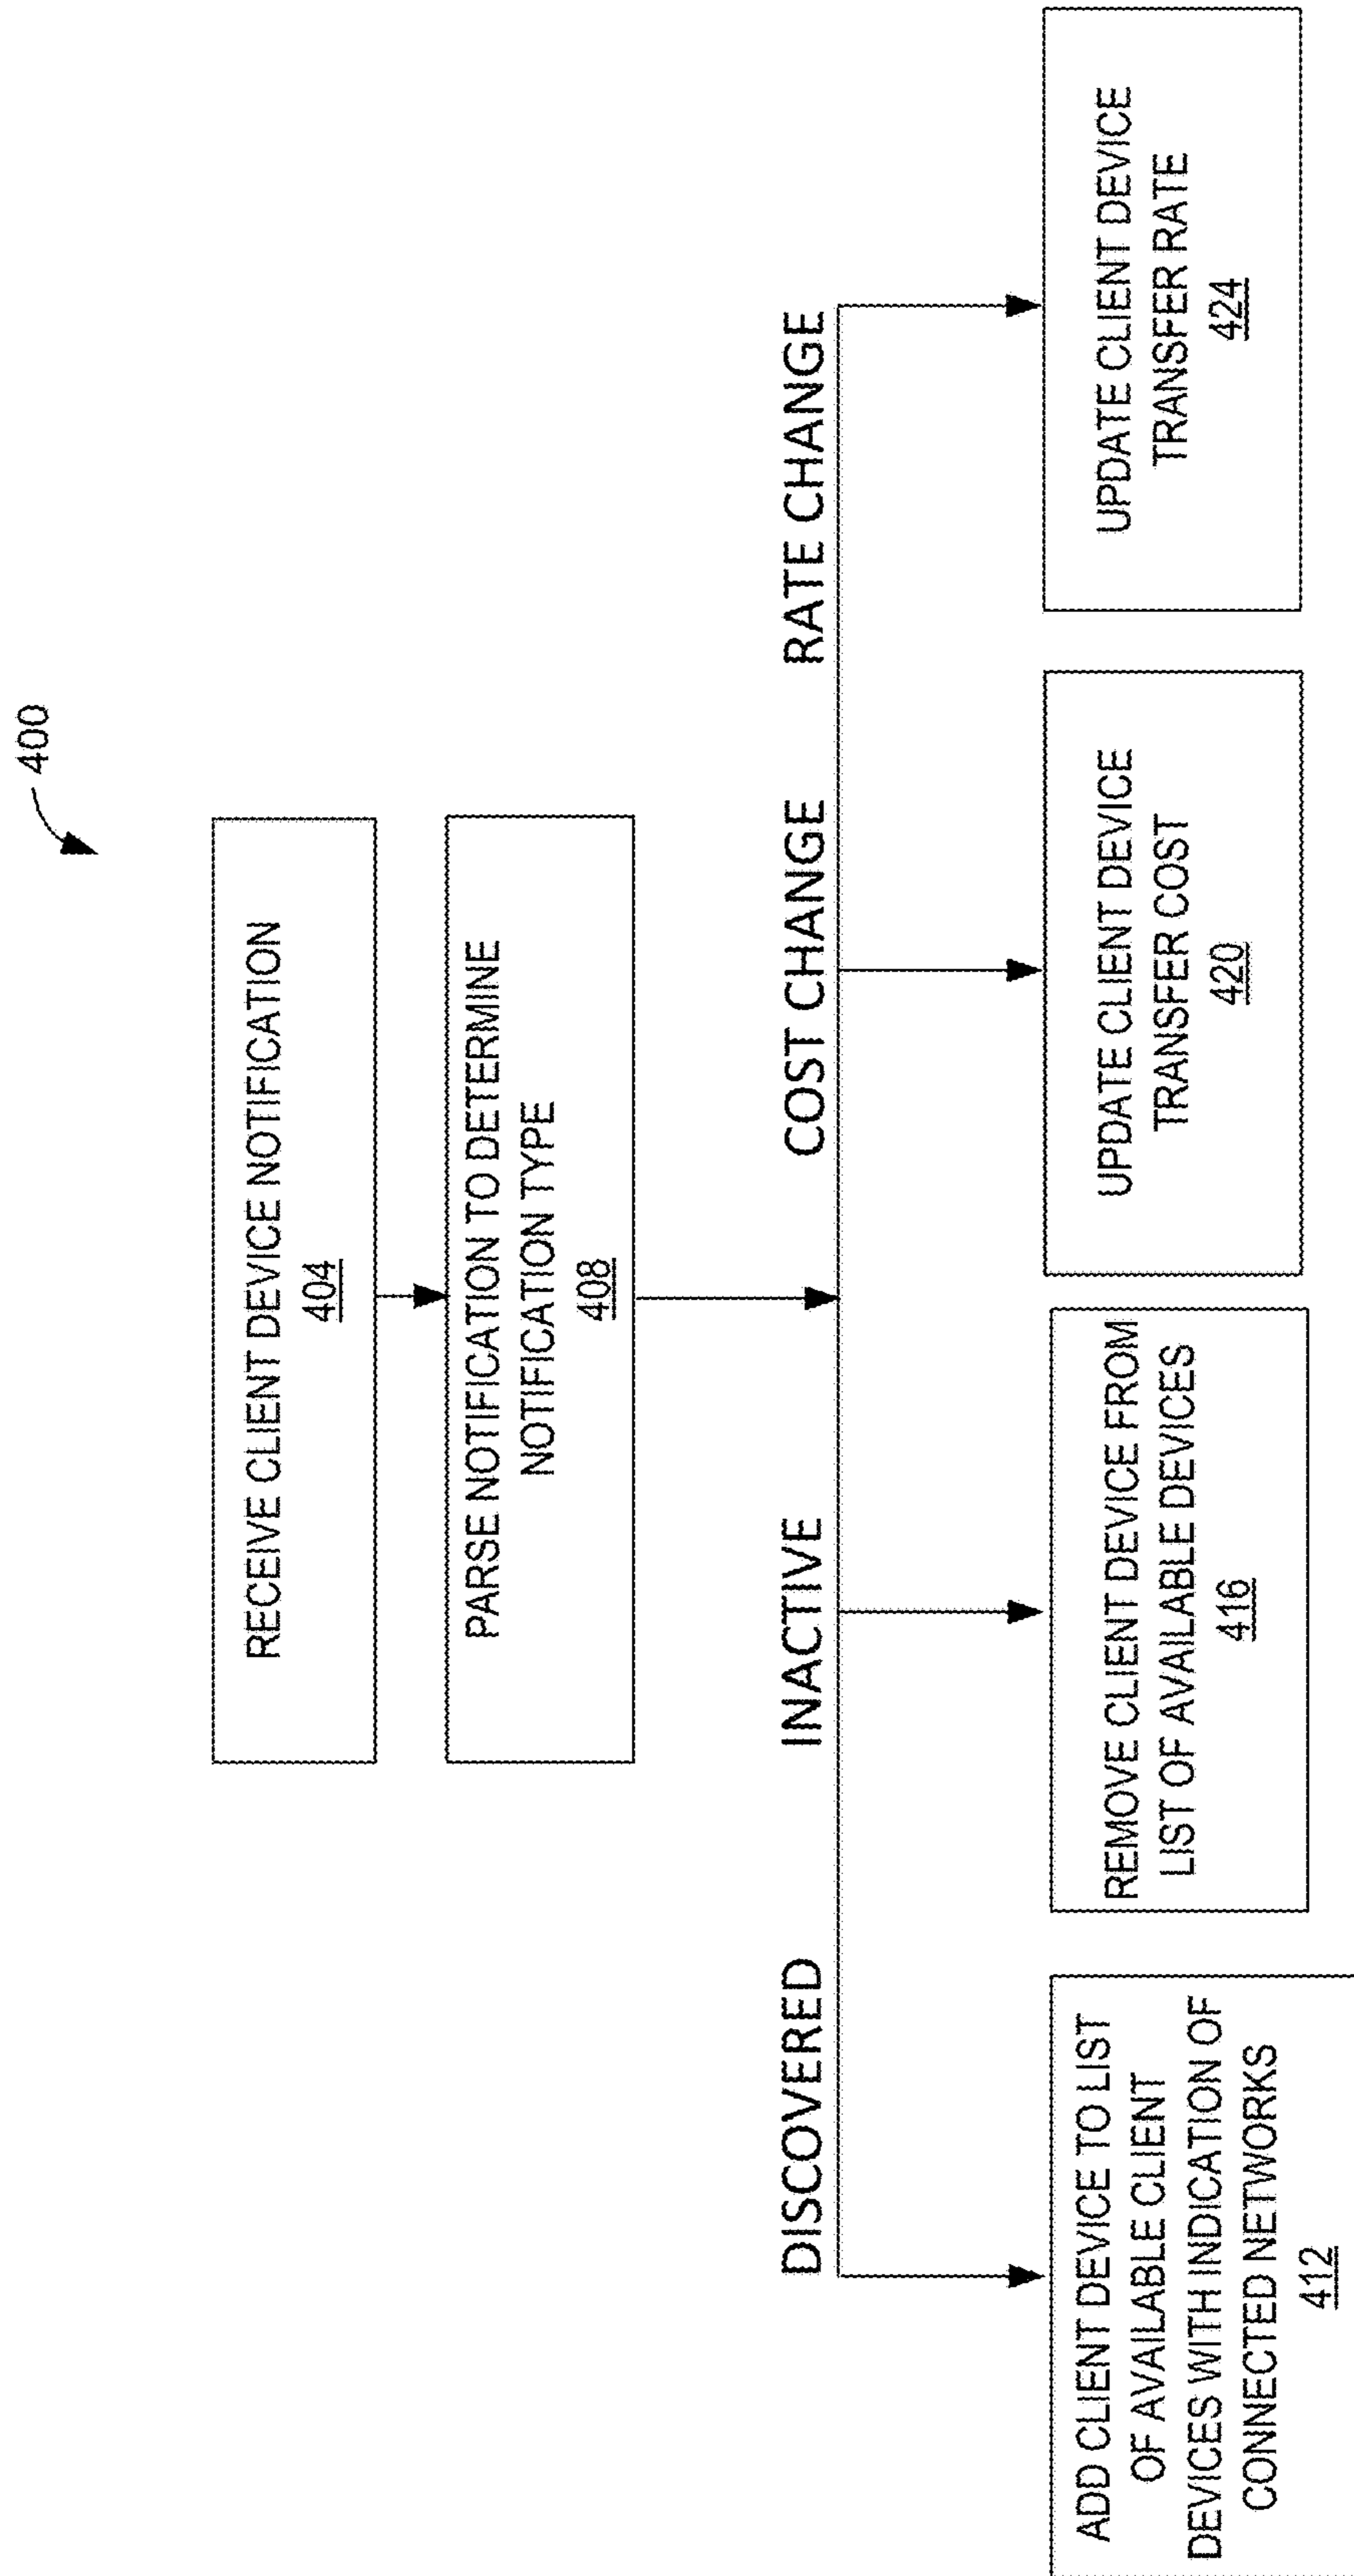 400
RECEIVE CLIENT DEVICE NOTIFICATION
404
PARSE NOTIFICATION TO DETERMINE
NOTIFICATION TYPE
408
DISCOVERED
INACTIVE
COST CHANGE
RATE CHANGE
ADD CLIENT DEVICE TO LIST
OF AVAILABLE CLIENT
DEVICES WITH INDICATION OF
CONNECTED NETWORKS
412
REMOVE CLIENT DEVICE FROM
LIST OF AVAILABLE DEVICES
416
UPDATE CLIENT DEVICE
TRANSFER COST
420
UPDATE CLIENT DEVICE
TRANSFER RATE
424